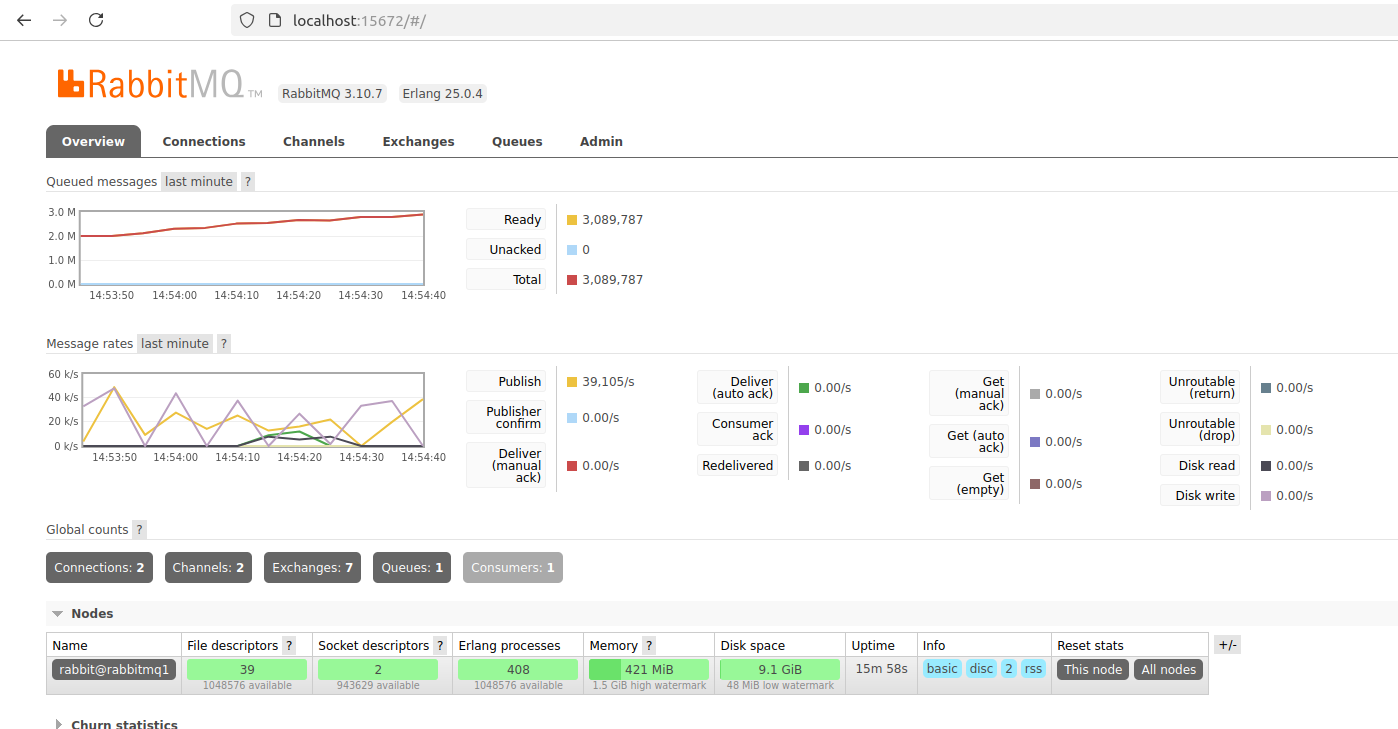 localhost:15672/#/
RabbitMQ TM RabbitMQ 3.10.7 Erlang 25.0.4
Overview Connections Channels Exchanges Queues Admin
Queued messages last minute ?
3.0 M
2.0 M
1.0 M
0.0 M
14:53:50 14:54:00 14:54:10 14:54:20 14:54:30 14:54:40
Ready 3,089,787
Unacked 0
Total 3,089,787
Message rates last minute ?
60 k/s
40 k/s
20 k/s
0 k/s
14:53:50 14:54:00 14:54:10 14:54:20 14:54:30 14:54:40
Publish 39,105/s
Publisher
confirm 0.00/s
Deliver
(manual
ack) 0.00/s
Deliver
(auto ack) 0.00/s
Consumer
ack 0.00/s
Redelivered 0.00/s
Get
(manual
ack) 0.00/s
Get (auto
ack) 0.00/s
Get
(empty) 0.00/s
Unroutable
(return) 0.00/s
Unroutable
(drop) 0.00/s
Disk read 0.00/s
Disk write 0.00/s
Global counts ?
Connections: 2 Channels: 2 Exchanges: 7 Queues: 1 Consumers: 1
Nodes
Name File descriptors ? Socket descriptors ? Erlang processes Memory ? Disk space Uptime Info Reset stats +/-
rabbit@rabbitmq1 39 2 408 421 MiB 9.1 GiB 15m 58s basic disc 2 rss This node All nodes
1048576 available 943629 available 1048576 available 1.5 GiB high watermark 48 MiB low watermark
Churn statistics